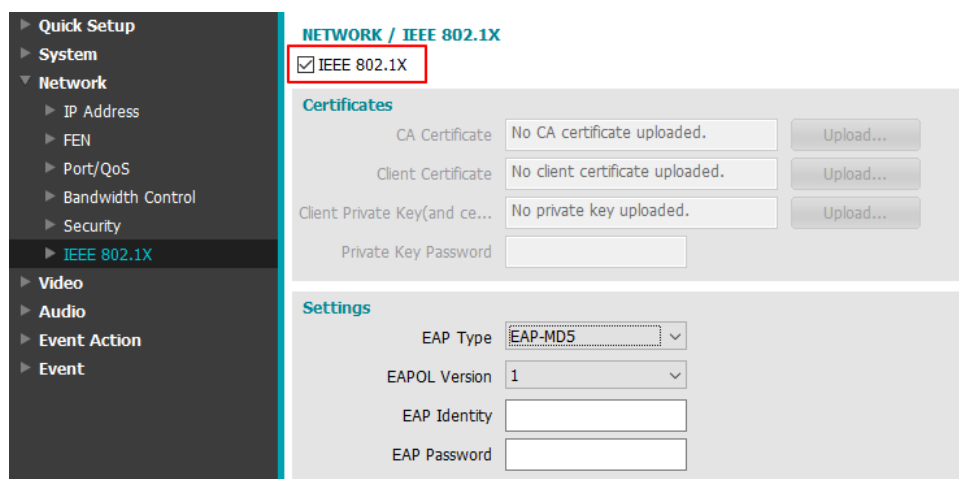 Quick Setup
System
Network
IP Address
FEN
Port/QoS
Bandwidth Control
Security
IEEE 802.1X
Video
Audio
Event Action
Event
NETWORK / IEEE 802.1X
IEEE 802.1X
Certificates
CA Certificate No CA certificate uploaded. Upload...
Client Certificate No client certificate uploaded. Upload...
Client Private Key(and ce... No private key uploaded. Upload...
Private Key Password
Settings
EAP Type EAP-MD5
EAPOL Version 1
EAP Identity
EAP Password